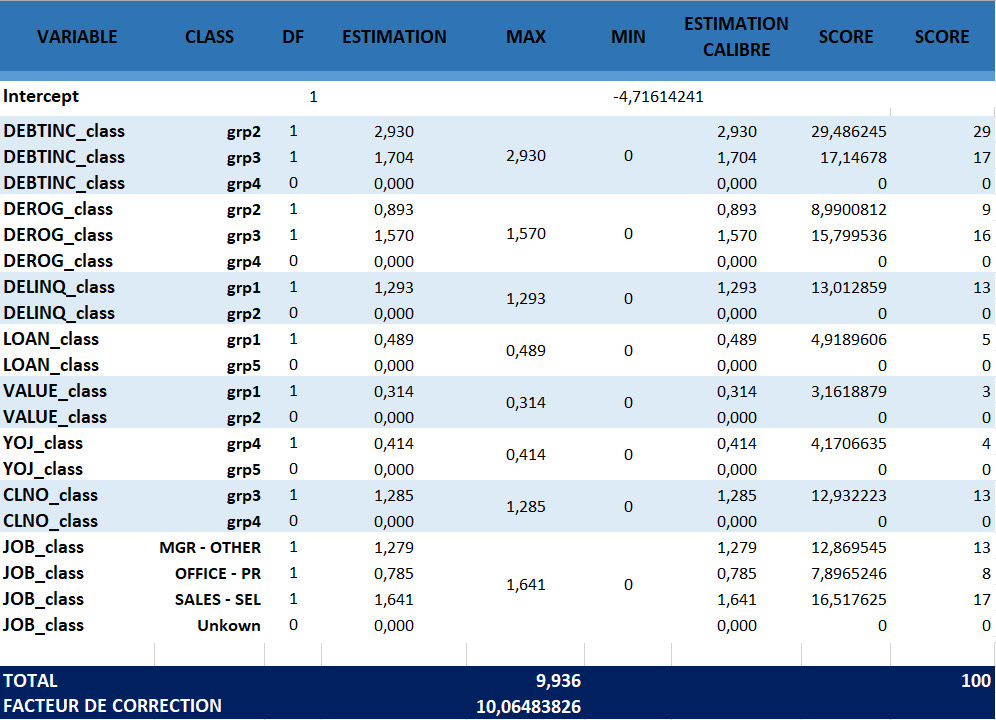 VARIABLE CLASS DF ESTIMATION MAX MIN ESTIMATION CALIBRE SCORE SCORE
Intercept 1 -4,71614241
DEBTINC_class grp2 1 2,930 2,930 29,486245 29
DEBTINC_class grp3 1 1,704 2,930 0 1,704 17,14678 17
DEBTINC_class grp4 0 0,000 0,000 0 0
DEROG_class grp2 1 0,893 0,893 8,9900812 9
DEROG_class grp3 1 1,570 1,570 0 1,570 15,799536 16
DEROG_class grp4 0 0,000 0,000 0 0
DELINQ_class grp1 1 1,293 1,293 0 1,293 13,012859 13
DELINQ_class grp2 0 0,000 0,000 0 0
LOAN_class grp1 1 0,489 0,489 0 0,489 4,9189606 5
LOAN_class grp5 0 0,000 0,000 0 0
VALUE_class grp1 1 0,314 0,314 0 0,314 3,1618879 3
VALUE_class grp2 0 0,000 0,000 0 0
YOJ_class grp4 1 0,414 0,414 0 0,414 4,1706635 4
YOJ_class grp5 0 0,000 0,000 0 0
CLNO_class grp3 1 1,285 1,285 0 1,285 12,932223 13
CLNO_class grp4 0 0,000 0,000 0 0
JOB_class MGR - OTHER 1 1,279 1,279 12,869545 13
JOB_class OFFICE - PR 1 0,785 1,641 0 0,785 7,8965246 8
JOB_class SALES - SEL 1 1,641 1,641 16,517625 17
JOB_class Unkown 0 0,000 0,000 0 0
TOTAL 9,936 100
FACTEUR DE CORRECTION 10,06483826